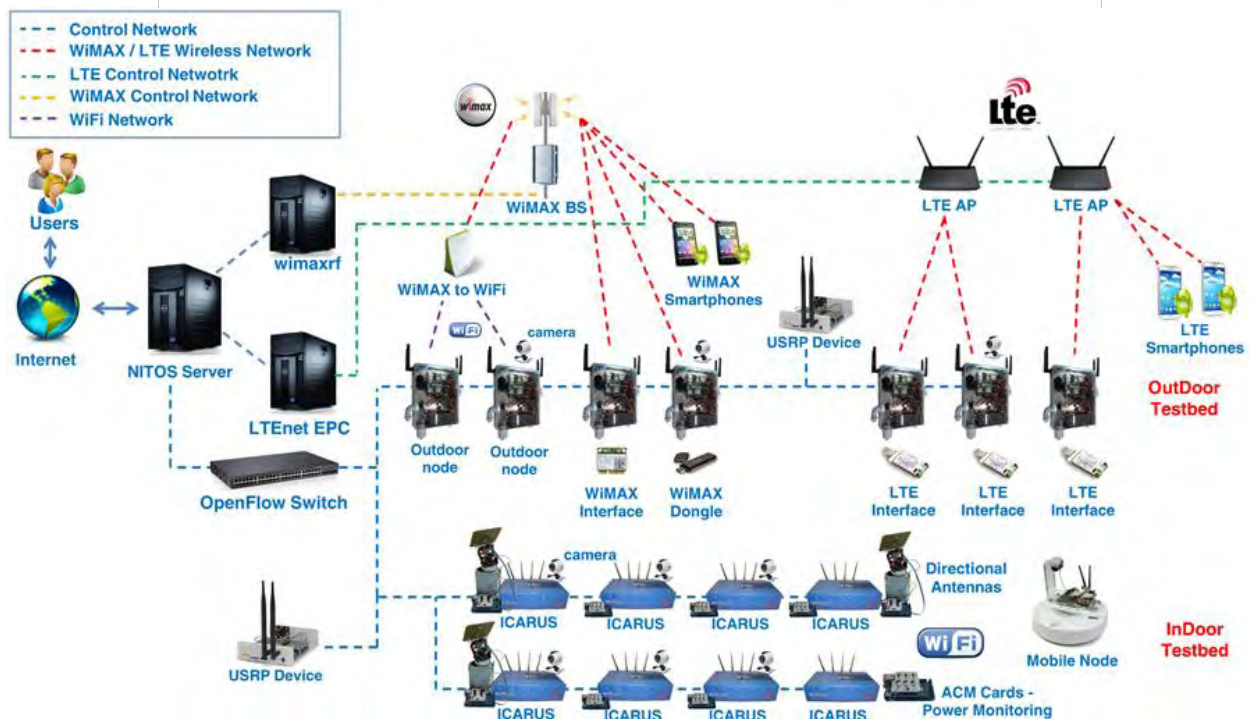 Control Network
WiMAX / LTE Wireless Network
LTE Control Networtrk
WiMAX Control Network
WiFi Network
wimax
Lte
Users
wimaxrf
WiMAX BS
LTE AP
LTE AP
WiMAX to WiFi
WiMAX
Smartphones
WiFi
camera
USRP Device
LTE
Smartphones
Internet
NITOS Server
OutDoor
Testbed
LTEnet EPC
Outdoor
node
Outdoor
node
WiMAX
Interface
WiMAX
Dongle
LTE
Interface
LTE
Interface
LTE
Interface
OpenFlow Switch
camera
Directional
Antennas
ICARUS
ICARUS
ICARUS
ICARUS
WiFi
InDoor
Testbed
Mobile Node
USRP Device
ACM Cards -
Power Monitoring
ICARUS
ICARUS
ICARUS
ICARUS